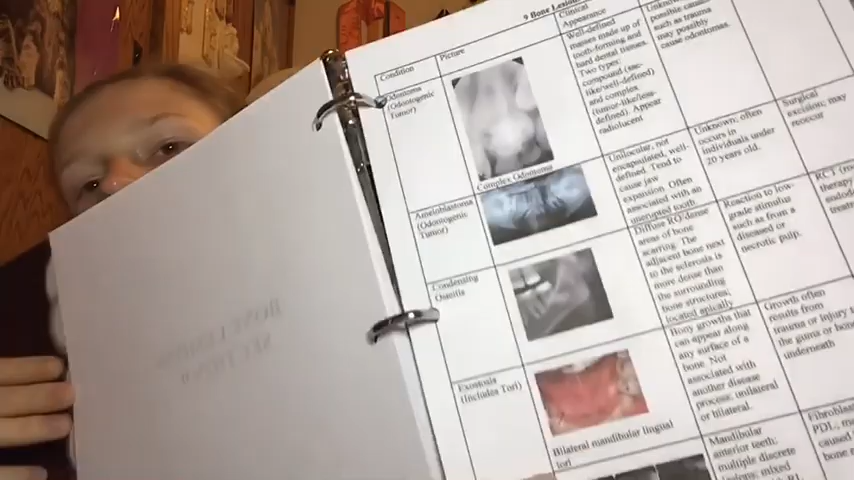 9 Bone Lesions
Condition
Picture
Clinical
Appearance
Odontoma
(Odontogenic
Tumor)
Complex Odontoma
Well-defined
masses made up of
tooth-forming and
hard dental tissues.
Two types:
compound (sac-
like/well-defined)
and complex
(tumor-like/less-
defined). Appear
radiolucent
possible cause
such as trauma
may possibly
cause odontomas.
Ameloblastoma
(Odontogenic
Tumor)
Unilocular, not
encapsulated, well-
defined. Tend to
cause jaw
expansion. Often
associated with an
unerupted tooth
Unknown, often
occurs in
individuals under
20 years old.
Surgical
excision; may
reoccur
Condensing
Osteitis
Diffuse RO dense
areas of bone
scarring. The
adjacent bone next
to the sclerosis is
more dense than
the surrounding
bone structures,
located apically
Reaction to low-
grade stimulus
such as from a
diseased or
necrotic pulp.
Exostosis
(Includes Tori)
Bilateral mandibular lingual
tori
Bony growths that
can appear along
any surface of a
bone. Not
associated with
another disease
process; unilateral
or bilateral.
Growth often
results from
trauma or injury to
the gums or bone
underneath.
Mandibular
anterior teeth;
multiple discrete
lesions; mixed
BONE LESIONS
SECTION